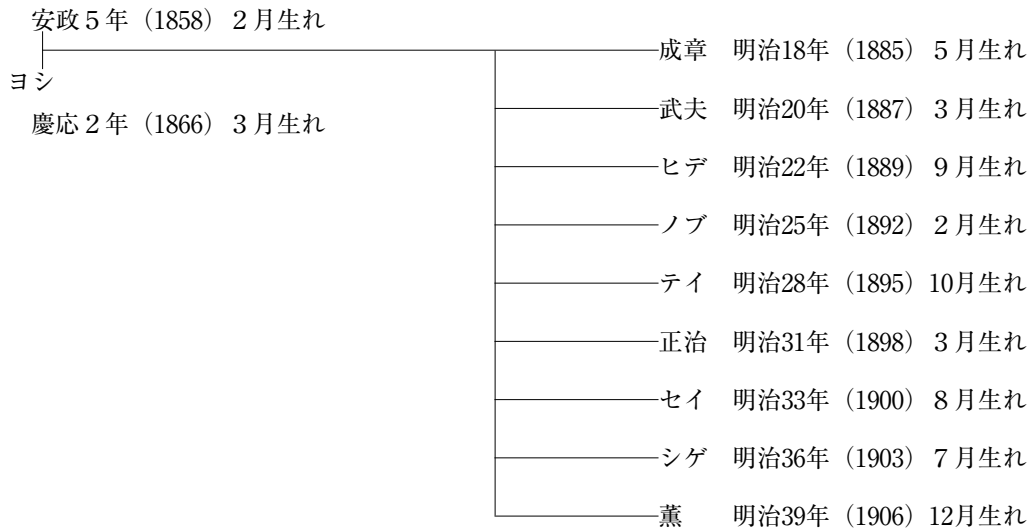 安政５年（1858）２月生れ
ヨシ
慶応２年（1866）３月生れ
成章　明治18年（1885）５月生れ
武夫　明治20年（1887）３月生れ
ヒデ　明治22年（1889）９月生れ
ノブ　明治25年（1892）２月生れ
テイ　明治28年（1895）10月生れ
正治　明治31年（1898）３月生れ
セイ　明治33年（1900）８月生れ
シゲ　明治36年（1903）７月生れ
薫　　明治39年（1906）12月生れ